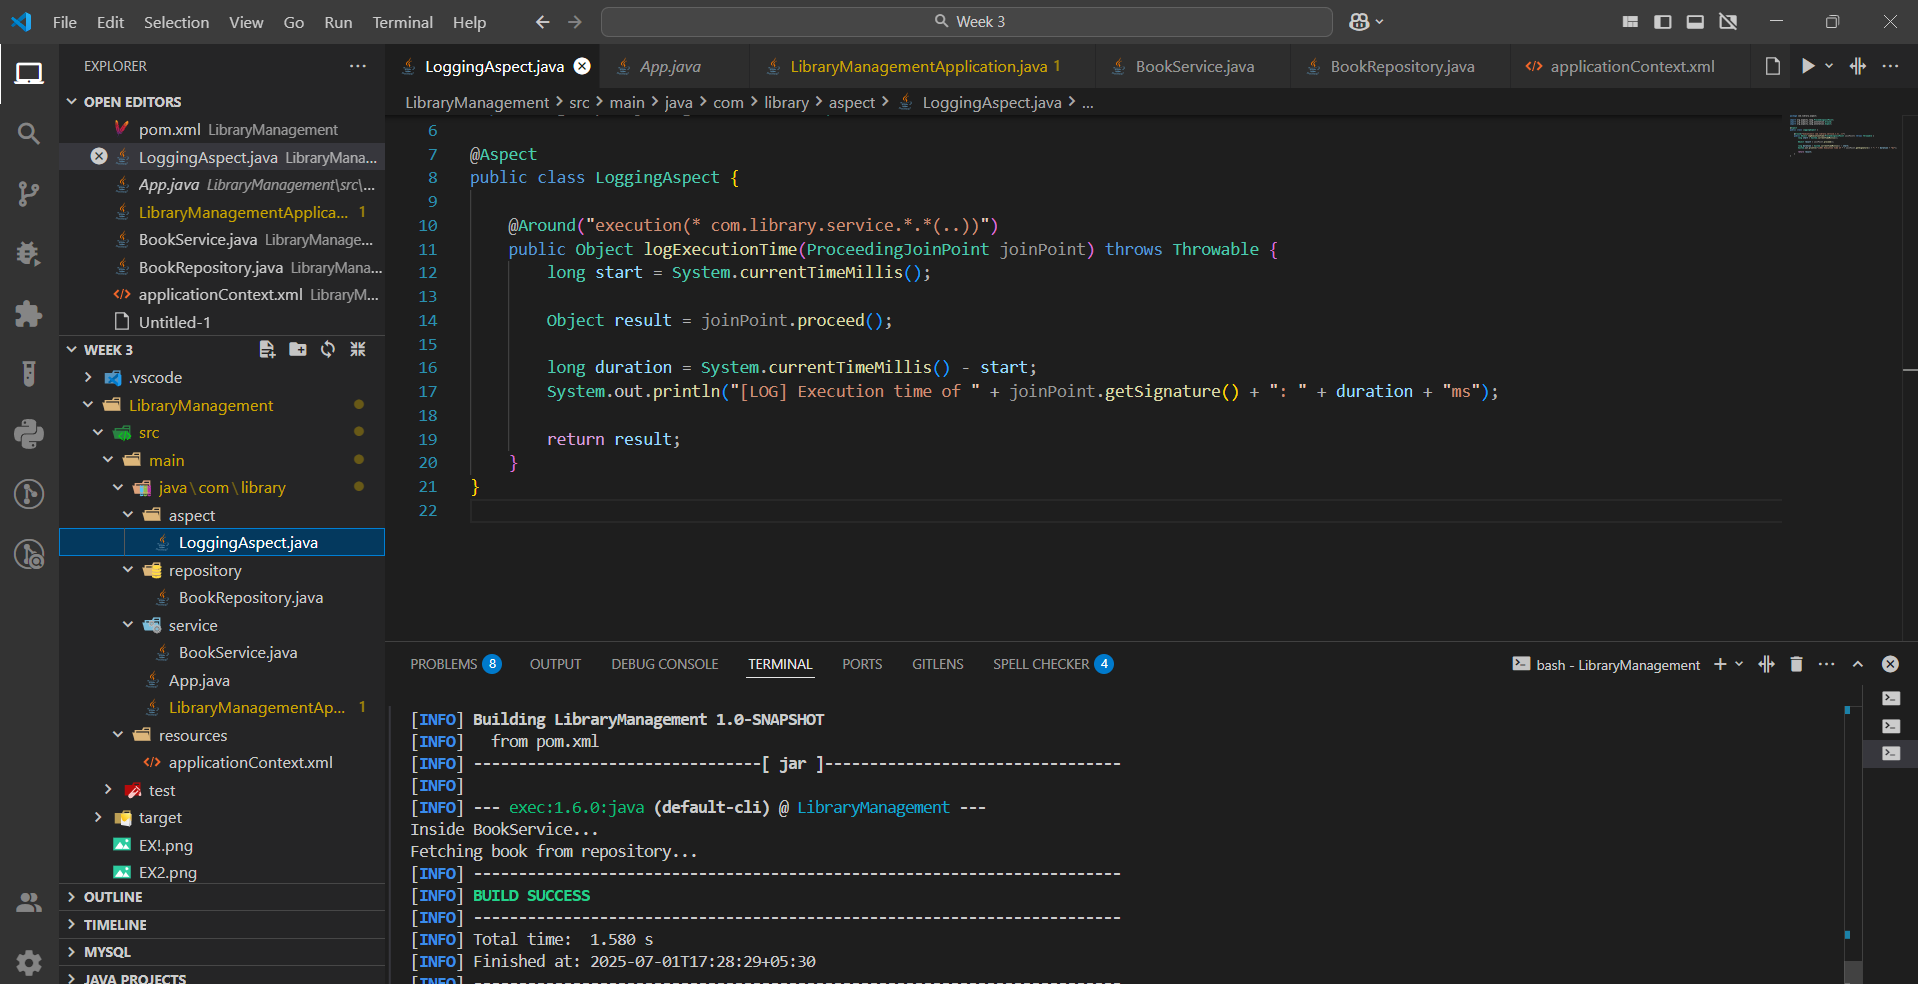 File Edit Selection View Go Run Terminal Help
Week 3
EXPLORER
OPEN EDITORS
pom.xml LibraryManagement
LoggingAspect.java LibraryMana...
App.java LibraryManagement\src\...
LibraryManagementApplica... 1
BookService.java LibraryManage...
BookRepository.java LibraryMana...
applicationContext.xml LibraryM...
Untitled-1
WEEK 3
.vscode
LibraryManagement
src
main
java\com\library
aspect
LoggingAspect.java
repository
BookRepository.java
service
BookService.java
App.java
LibraryManagementAp... 1
resources
applicationContext.xml
test
target
EX!.png
EX2.png
OUTLINE
TIMELINE
MYSQL
JAVA PROJECTS
LoggingAspect.java App.java LibraryManagementApplication.java 1 BookService.java BookRepository.java applicationContext.xml
LibraryManagement > src > main > java > com > library > aspect > LoggingAspect.java > ...
6
7 @Aspect
8 public class LoggingAspect {
9
10 @Around("execution(* com.library.service.*.*(..))")
11 public Object logExecutionTime(ProceedingJoinPoint joinPoint) throws Throwable {
12 long start = System.currentTimeMillis();
13
14 Object result = joinPoint.proceed();
15
16 long duration = System.currentTimeMillis() - start;
17 System.out.println("[LOG] Execution time of " + joinPoint.getSignature() + ": " + duration + "ms");
18
19 return result;
20 }
21 }
22
PROBLEMS 8 OUTPUT DEBUG CONSOLE TERMINAL PORTS GITLENS SPELL CHECKER 4
bash - LibraryManagement
[INFO] Building LibraryManagement 1.0-SNAPSHOT
[INFO] from pom.xml
[INFO] --------------------------------[ jar ]---------------------------------
[INFO]
[INFO] --- exec:1.6.0:java (default-cli) @ LibraryManagement ---
Inside BookService...
Fetching book from repository...
[INFO] ------------------------------------------------------------------------
[INFO] BUILD SUCCESS
[INFO] ------------------------------------------------------------------------
[INFO] Total time: 1.580 s
[INFO] Finished at: 2025-07-01T17:28:29+05:30
[INFO] ------------------------------------------------------------------------